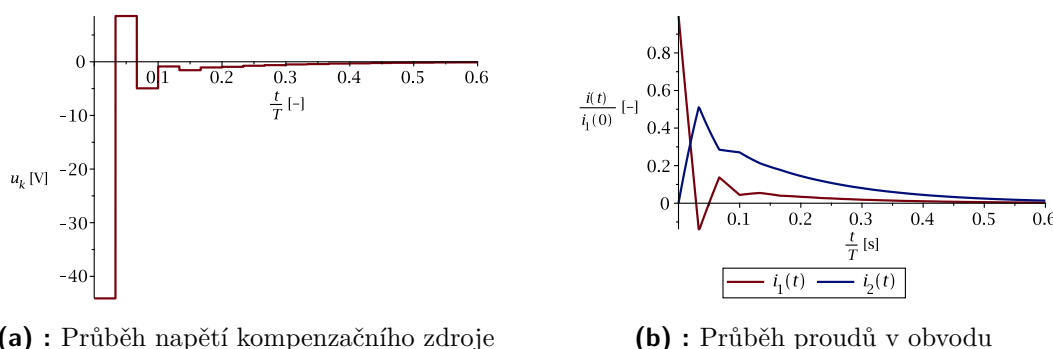 0
-10
-20
-30
-40
u_k [V]
0.1 0.2 0.3 0.4 0.5 0.6
t/T [-]
0.8
0.6
0.4
0.2
0
i(t)/i_1(0) [-]
0.1 0.2 0.3 0.4 0.5 0.6
t/T [s]
i_1(t) i_2(t)
(a) : Průběh napětí kompenzačního zdroje
(b) : Průběh proudů v obvodu